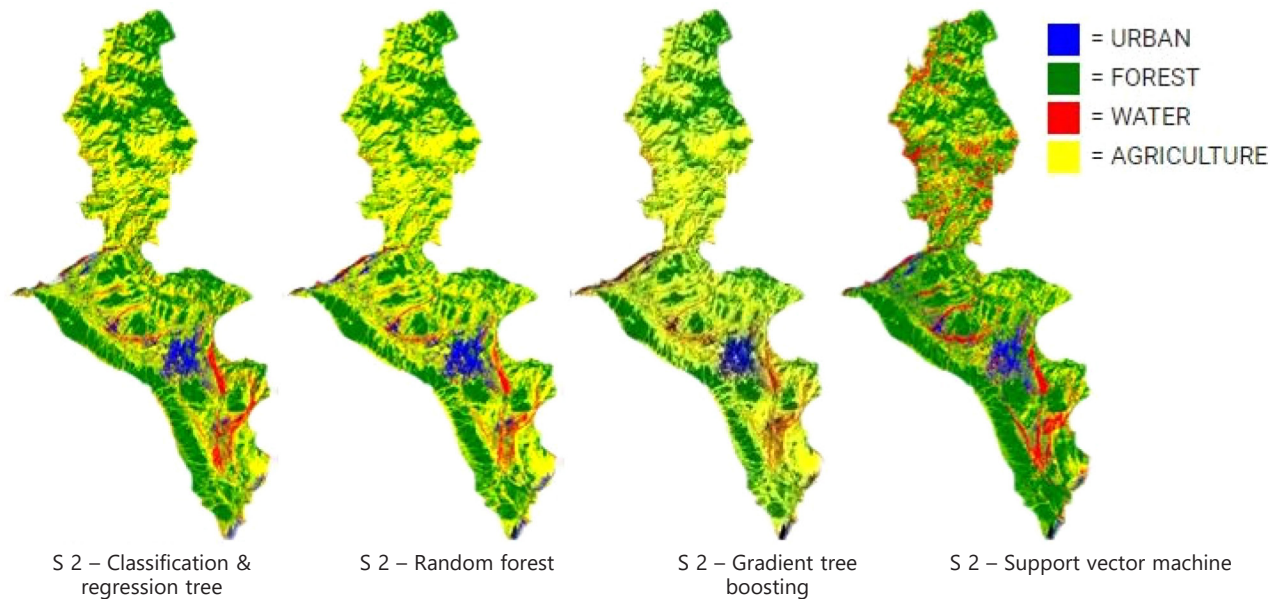 = URBAN
= FOREST
= WATER
= AGRICULTURE
S 2 – Classification &
regression tree
S 2 – Random forest
S 2 – Gradient tree
boosting
S 2 – Support vector machine